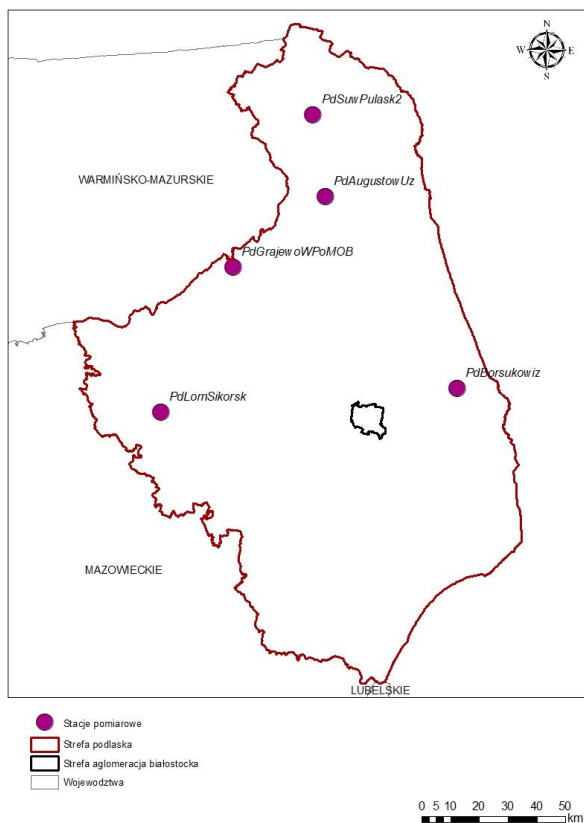 N
W E
S
PdSuwPulask2
WARMIŃSKO-MAZURSKIE
PdAugustowUz
PdGrajewoWPoMOB
PdBorsukowiz
PdLomSikorsk
MAZOWIECKIE
LUBELSKIE
Stacje pomiarowe
Strefa podlaska
Strefa aglomeracja białostocka
Województwa
0 5 10 20 30 40 50
km